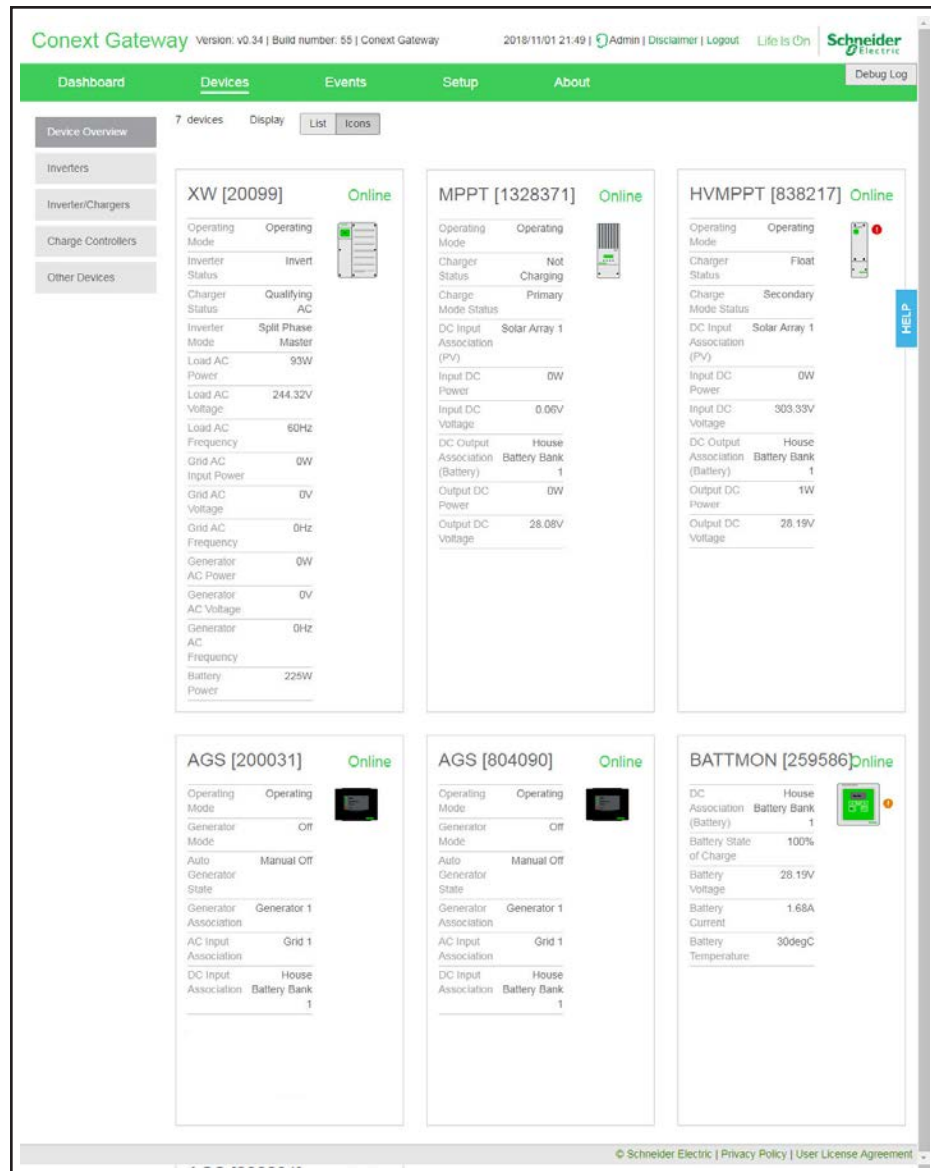 Conext Gateway Version: v0.34 | Build number: 55 | Conext Gateway 2018/11/01 21:49 | Admin | Disclaimer | Logout Life Is On Schneider Electric
Dashboard Devices Events Setup About Debug Log
Device Overview
Inverters
Inverter/Chargers
Charge Controllers
Other Devices
7 devices Display List Icons
XW [20099] Online
Operating Operating
Mode
Inverter Invert
Status
Charger Qualifying
Status AC
Inverter Split Phase
Mode Master
Load AC 93W
Power
Load AC 244.32V
Voltage
Load AC 60Hz
Frequency
Grid AC 0W
Input Power
Grid AC 0V
Voltage
Grid AC 0Hz
Frequency
Generator 0W
AC Power
Generator 0V
AC Voltage
Generator 0Hz
AC
Frequency
Battery 225W
Power
MPPT [1328371] Online
Operating Operating
Mode
Charger Not
Status Charging
Charge Primary
Mode Status
DC Input Solar Array 1
Association
(PV)
Input DC 0W
Power
Input DC 0.06V
Voltage
DC Output House
Association Battery Bank
(Battery) 1
Output DC 0W
Power
Output DC 28.08V
Voltage
HVMPPT [838217] Online
Operating Operating
Mode
Charger Float
Status
Charge Secondary
Mode Status
DC Input Solar Array 1
Association
(PV)
Input DC 0W
Power
Input DC 303.33V
Voltage
DC Output House
Association Battery Bank
(Battery) 1
Output DC 1W
Power
Output DC 28.19V
Voltage
HELP
AGS [200031] Online
Operating Operating
Mode
Generator Off
Mode
Auto Manual Off
Generator
State
Generator Generator 1
Association
AC Input Grid 1
Association
DC Input House
Association Battery Bank
1
AGS [804090] Online
Operating Operating
Mode
Generator Off
Mode
Auto Manual Off
Generator
State
Generator Generator 1
Association
AC Input Grid 1
Association
DC Input House
Association Battery Bank
1
BATTMON [259586] Online
DC House
Association Battery Bank
(Battery) 1
Battery State 100%
of Charge
Battery 28.19V
Voltage
Battery 1.68A
Current
Battery 30degC
Temperature
© Schneider Electric | Privacy Policy | User License Agreement